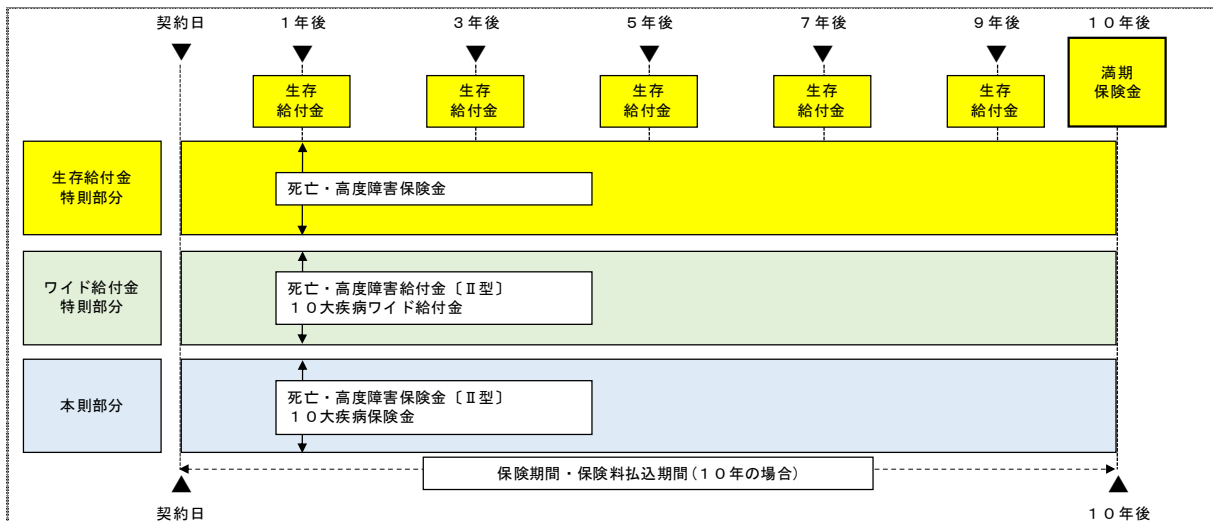 契約日
１年後
３年後
５年後
７年後
９年後
１０年後
生存
給付金
生存
給付金
生存
給付金
生存
給付金
生存
給付金
満期
保険金
生存給付金
特則部分
死亡・高度障害保険金
ワイド給付金
特則部分
死亡・高度障害給付金〔Ⅱ型〕
１０大疾病ワイド給付金
本則部分
死亡・高度障害保険金〔Ⅱ型〕
１０大疾病保険金
保険期間・保険料払込期間（１０年の場合）
契約日
１０年後